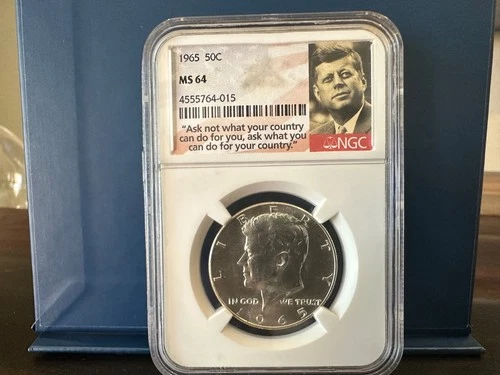 1965 50C
MS 64
4555764-015
"Ask not what your country
can do for you, ask what you
can do for your country."
NGC
LIBERTY
IN GOD WE TRUST
1965